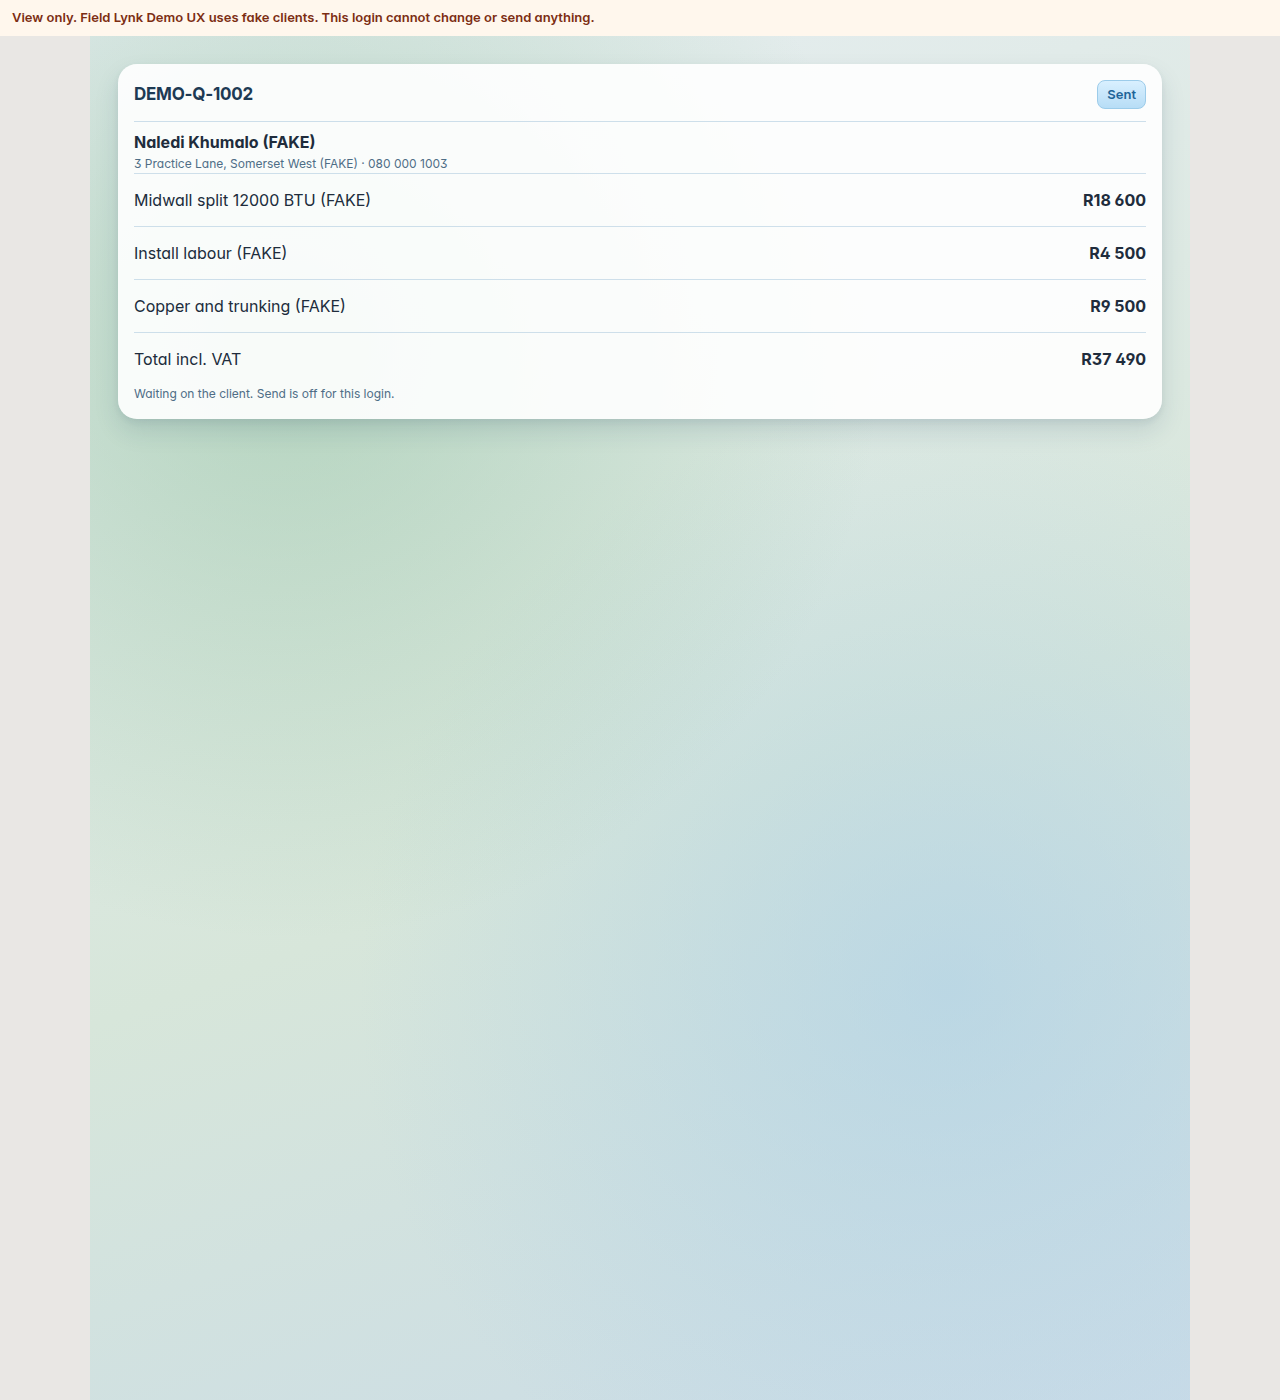 View only. Field Lynk Demo UX uses fake clients. This login cannot change or send anything.
DEMO-Q-1002
Sent
Naledi Khumalo (FAKE)
3 Practice Lane, Somerset West (FAKE) · 080 000 1003
Midwall split 12000 BTU (FAKE) R18 600
Install labour (FAKE) R4 500
Copper and trunking (FAKE) R9 500
Total incl. VAT R37 490
Waiting on the client. Send is off for this login.